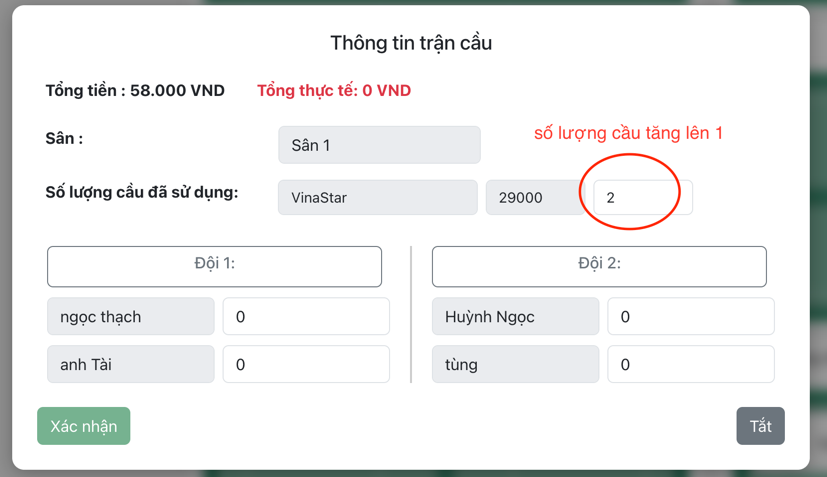 Thông tin trận cầu
Tổng tiền : 58.000 VND Tổng thực tế: 0 VND
Sân : Sân 1 số lượng cầu tăng lên 1
Số lượng cầu đã sử dụng: VinaStar 29000 2
Đội 1: Đội 2:
ngọc thạch 0 Huỳnh Ngọc 0
anh Tài 0 tùng 0
Xác nhận Tắt